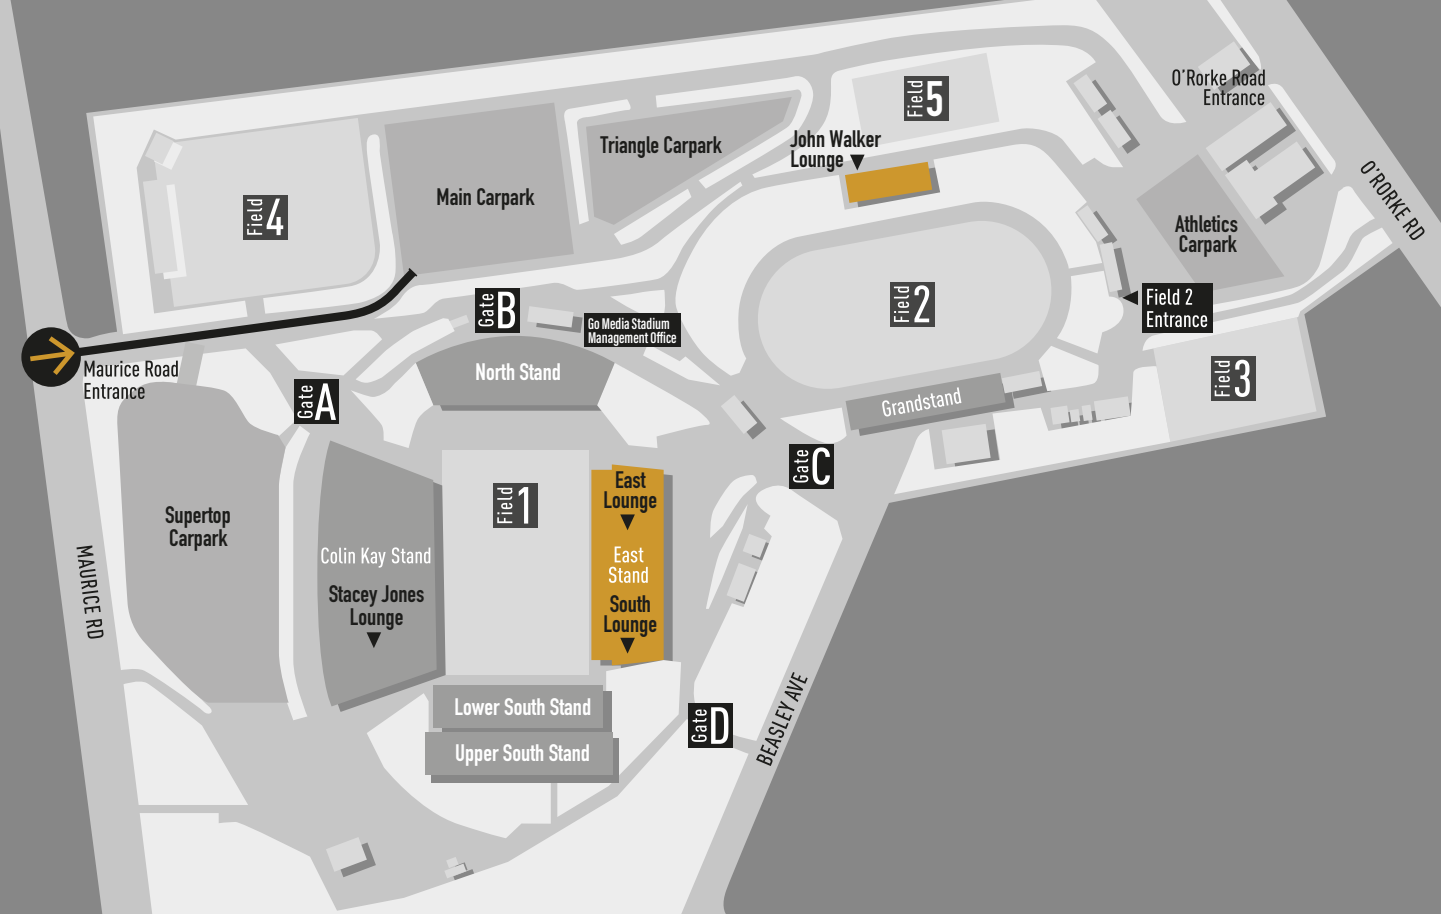 O'Rorke Road
Entrance
Field 5
John Walker
Lounge
Triangle Carpark
Main Carpark
Field 4
O'RORKE RD
Athletics
Carpark
Field 2
Field 2
Entrance
Gate B
Go Media Stadium
Management Office
Maurice Road
Entrance
North Stand
Gate A
Grandstand
Field 3
Gate C
East
Lounge
Field 1
Supertop
Carpark
Colin Kay Stand
East
Stand
Stacey Jones
Lounge
South
Lounge
MAURICE RD
Lower South Stand
Gate D
BEASLEY AVE
Upper South Stand